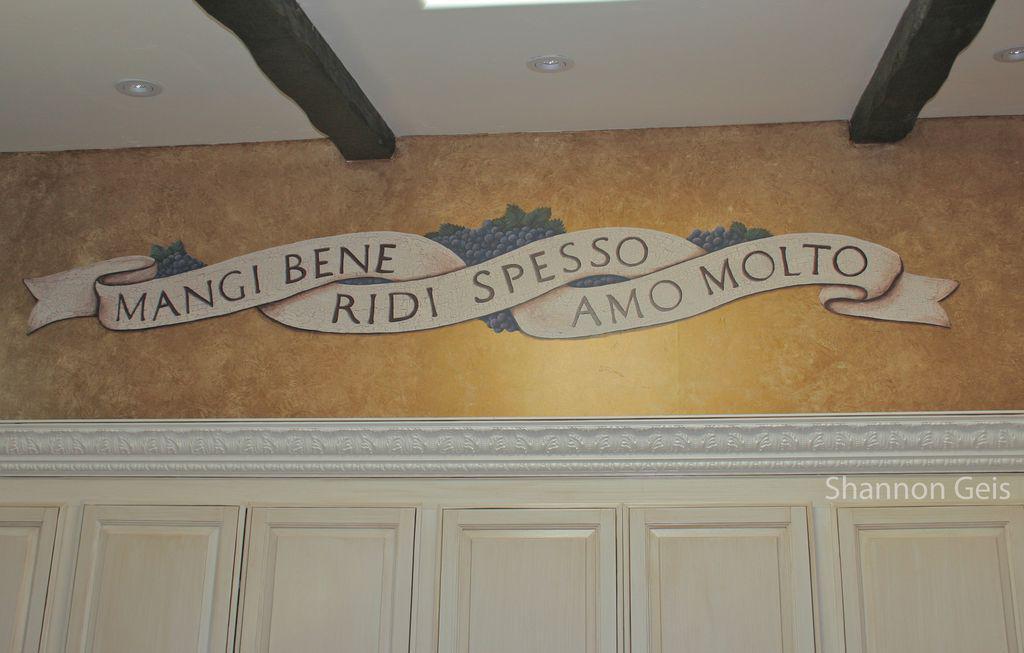 MANGI BENE
RIDI SPESSO
AMO MOLTO
Shannon Geis